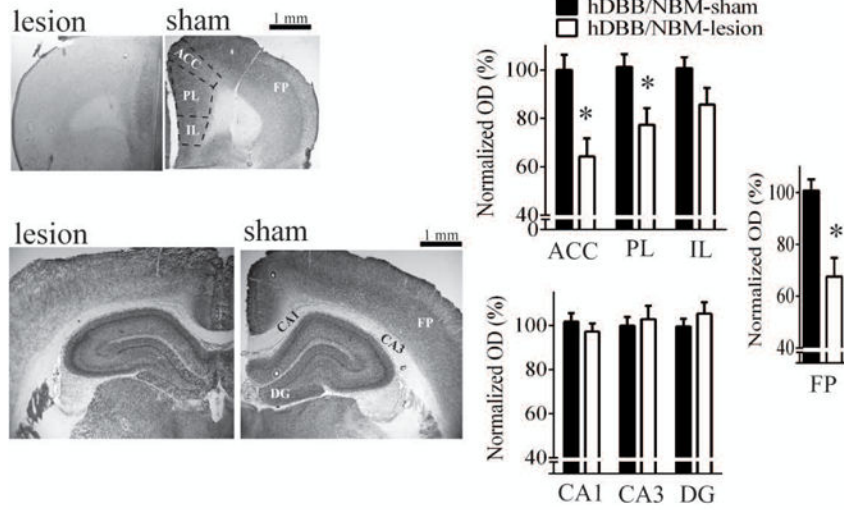 lesion sham 1 mm
ACC
PL
IL
FP
lesion sham 1 mm
CA1
CA3
FP
DG
hDBB/NBM-sham
hDBB/NBM-lesion
Normalized OD (%)
100
80
60
40
0
* *
ACC PL IL
Normalized OD (%)
100
80
60
40
CA1 CA3 DG
Normalized OD (%)
100
80
60
40
*
FP